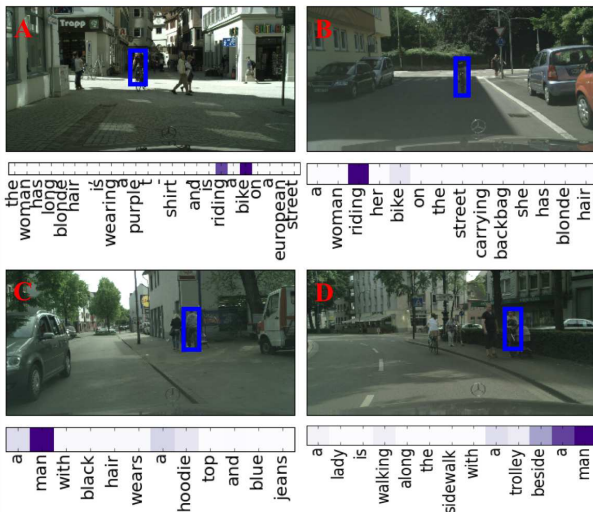 A
Tropp
B
the woman has long blonde hair , is wearing a purple t - shirt and is riding a bike on a european street
a woman riding her bike on the street carrying backbag she has blonde hair
C
D
a man with black hair wears a hoodie top and blue jeans
a lady is walking along the sidewalk with a trolley beside a man